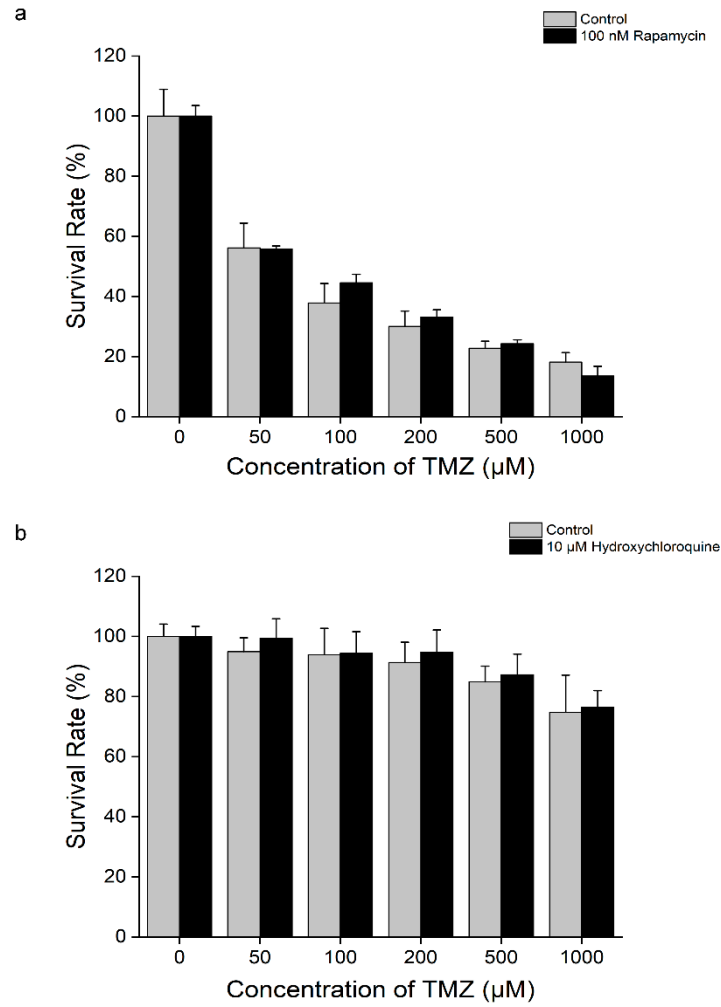 a
Control
100 nM Rapamycin
120
100
80
60
40
20
0
Survival Rate (%)
0 50 100 200 500 1000
Concentration of TMZ (µM)
b
Control
10 µM Hydroxychloroquine
120
100
80
60
40
20
0
Survival Rate (%)
0 50 100 200 500 1000
Concentration of TMZ (µM)